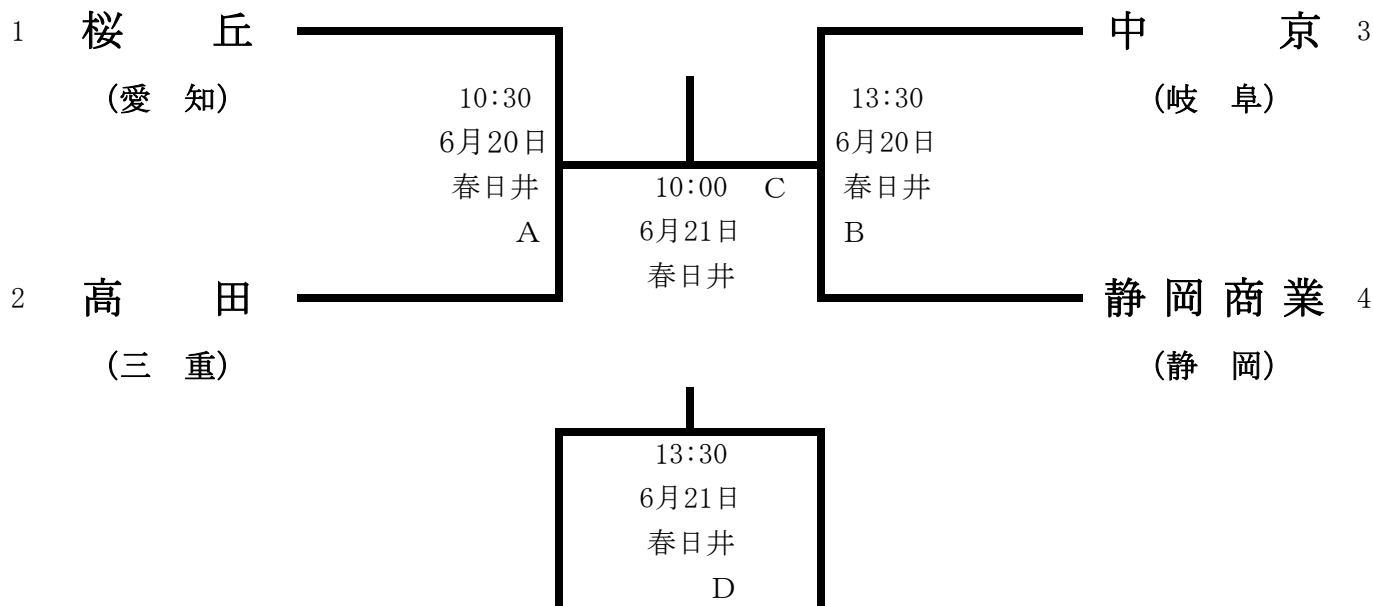 1 桜 丘 中 京 3
(愛 知) 10:30 13:30 (岐 阜)
6月20日 6月20日
春日井 10:00 C 春日井
A 6月21日 B
春日井
2 高 田 静岡商業 4
(三 重) (静 岡)
13:30
6月21日
春日井
D